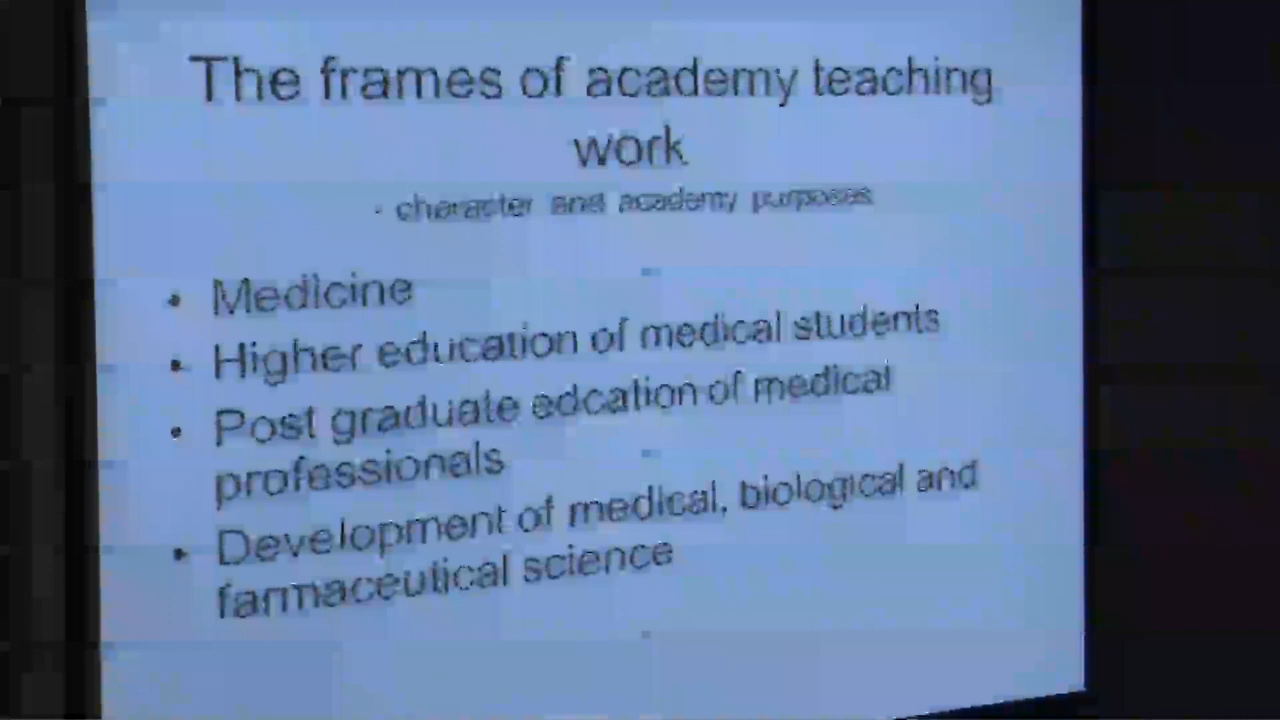 The frames of academy teaching
work
- character and academy purposes
• Medicine
• Higher education of medical students
• Post graduate edcation of medical
professionals
• Development of medical, biological and
farmaceutical science